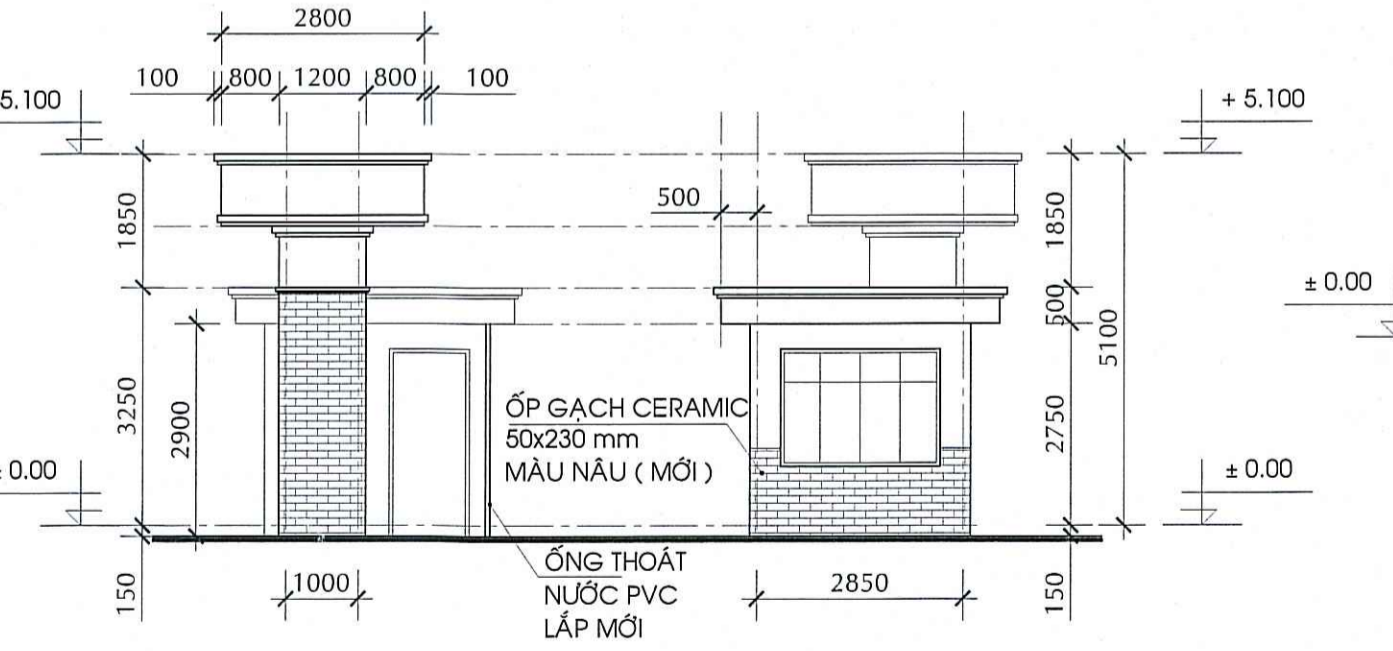 2800
100 800 1200 800 100
5.100
+ 5.100
500
1850
1850
± 0.00
500
5100
3250
2900
2750
ỐP GẠCH CERAMIC
50x230 mm
MÀU NÂU ( MỚI )
± 0.00
± 0.00
ỐNG THOÁT
NƯỚC PVC
LẮP MỚI
150
1000
2850
150